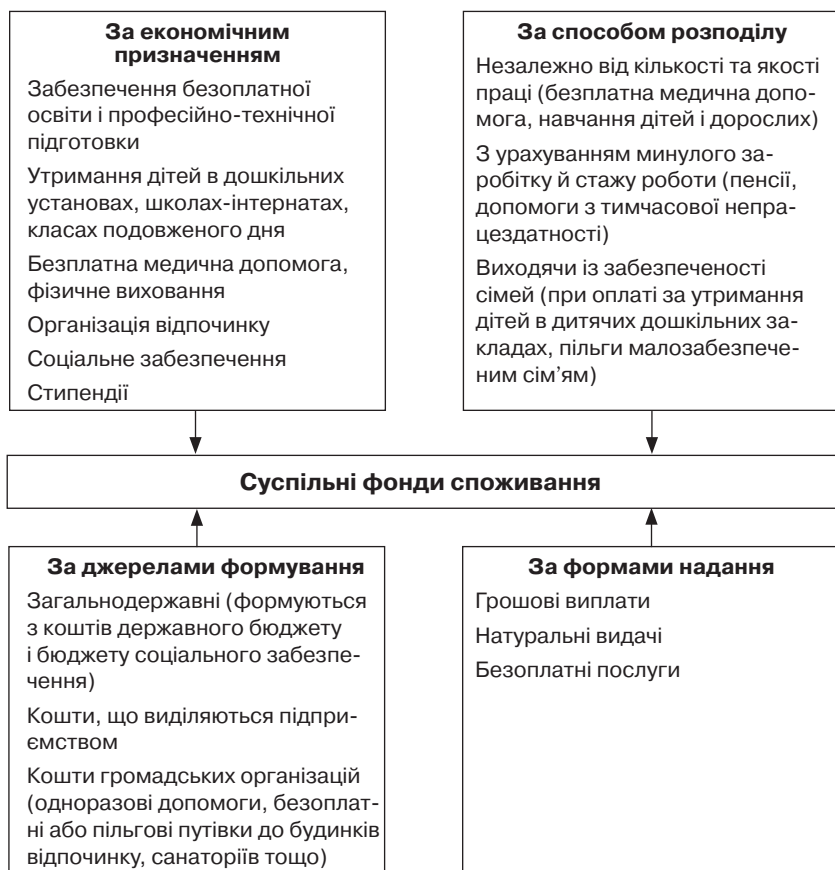 За економічним
призначенням
Забезпечення безоплатної
освіти і професійно-технічної
підготовки
Утримання дітей в дошкільних
установах, школах-інтернатах,
класах подовженого дня
Безплатна медична допомога,
фізичне виховання
Організація відпочинку
Соціальне забезпечення
Стипендії
За способом розподілу
Незалежно від кількості та якості
праці (безплатна медична допо-
мога, навчання дітей і дорослих)
З урахуванням минулого за-
робітку й стажу роботи (пенсії,
допомоги з тимчасової непра-
цездатності)
Виходячи із забезпеченості
сімей (при оплаті за утримання
дітей в дитячих дошкільних за-
кладах, пільги малозабезпече-
ним сім’ям)
Суспільні фонди споживання
За джерелами формування
Загальнодержавні (формуються
з коштів державного бюджету
і бюджету соціального забезпе-
чення)
Кошти, що виділяються підпри-
ємством
Кошти громадських організацій
(одноразові допомоги, безоплат-
ні або пільгові путівки до будинків
відпочинку, санаторіїв тощо)
За формами надання
Грошові виплати
Натуральні видачі
Безоплатні послуги